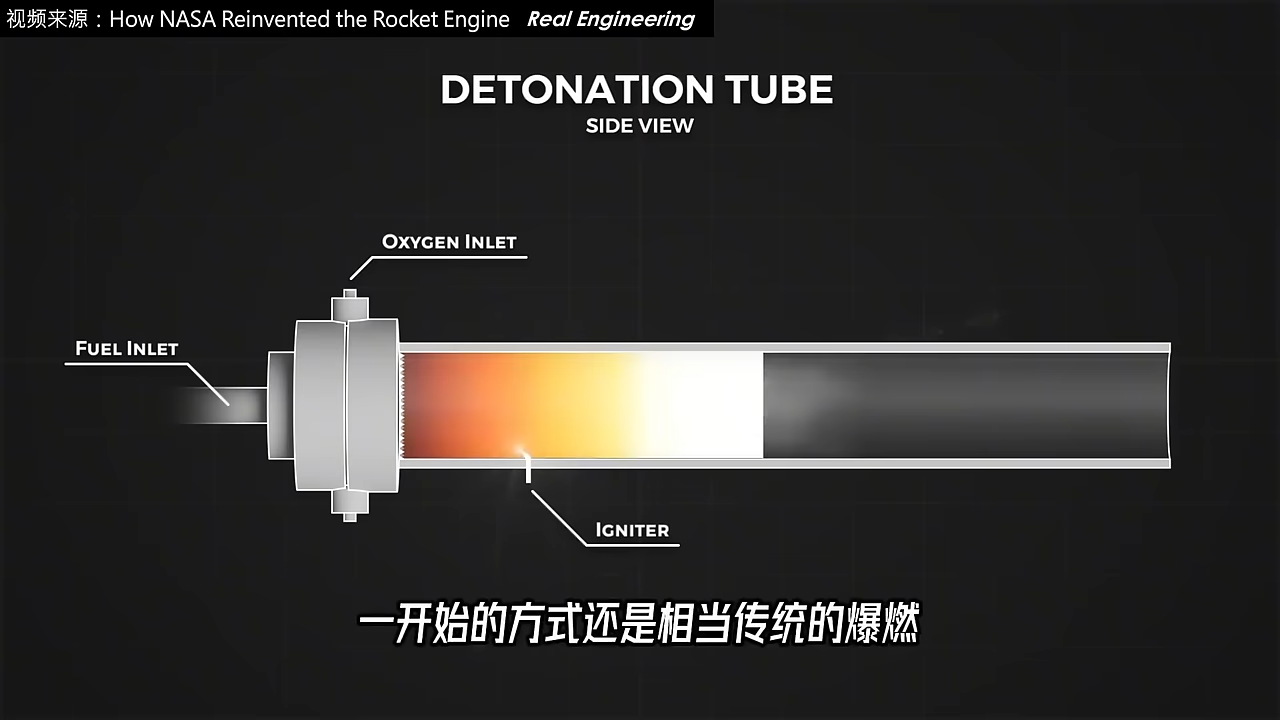 视频来源：How NASA Reinvented the Rocket Engine Real Engineering
DETONATION TUBE
SIDE VIEW
OXYGEN INLET
FUEL INLET
IGNITER
一开始的方式还是相当传统的爆燃